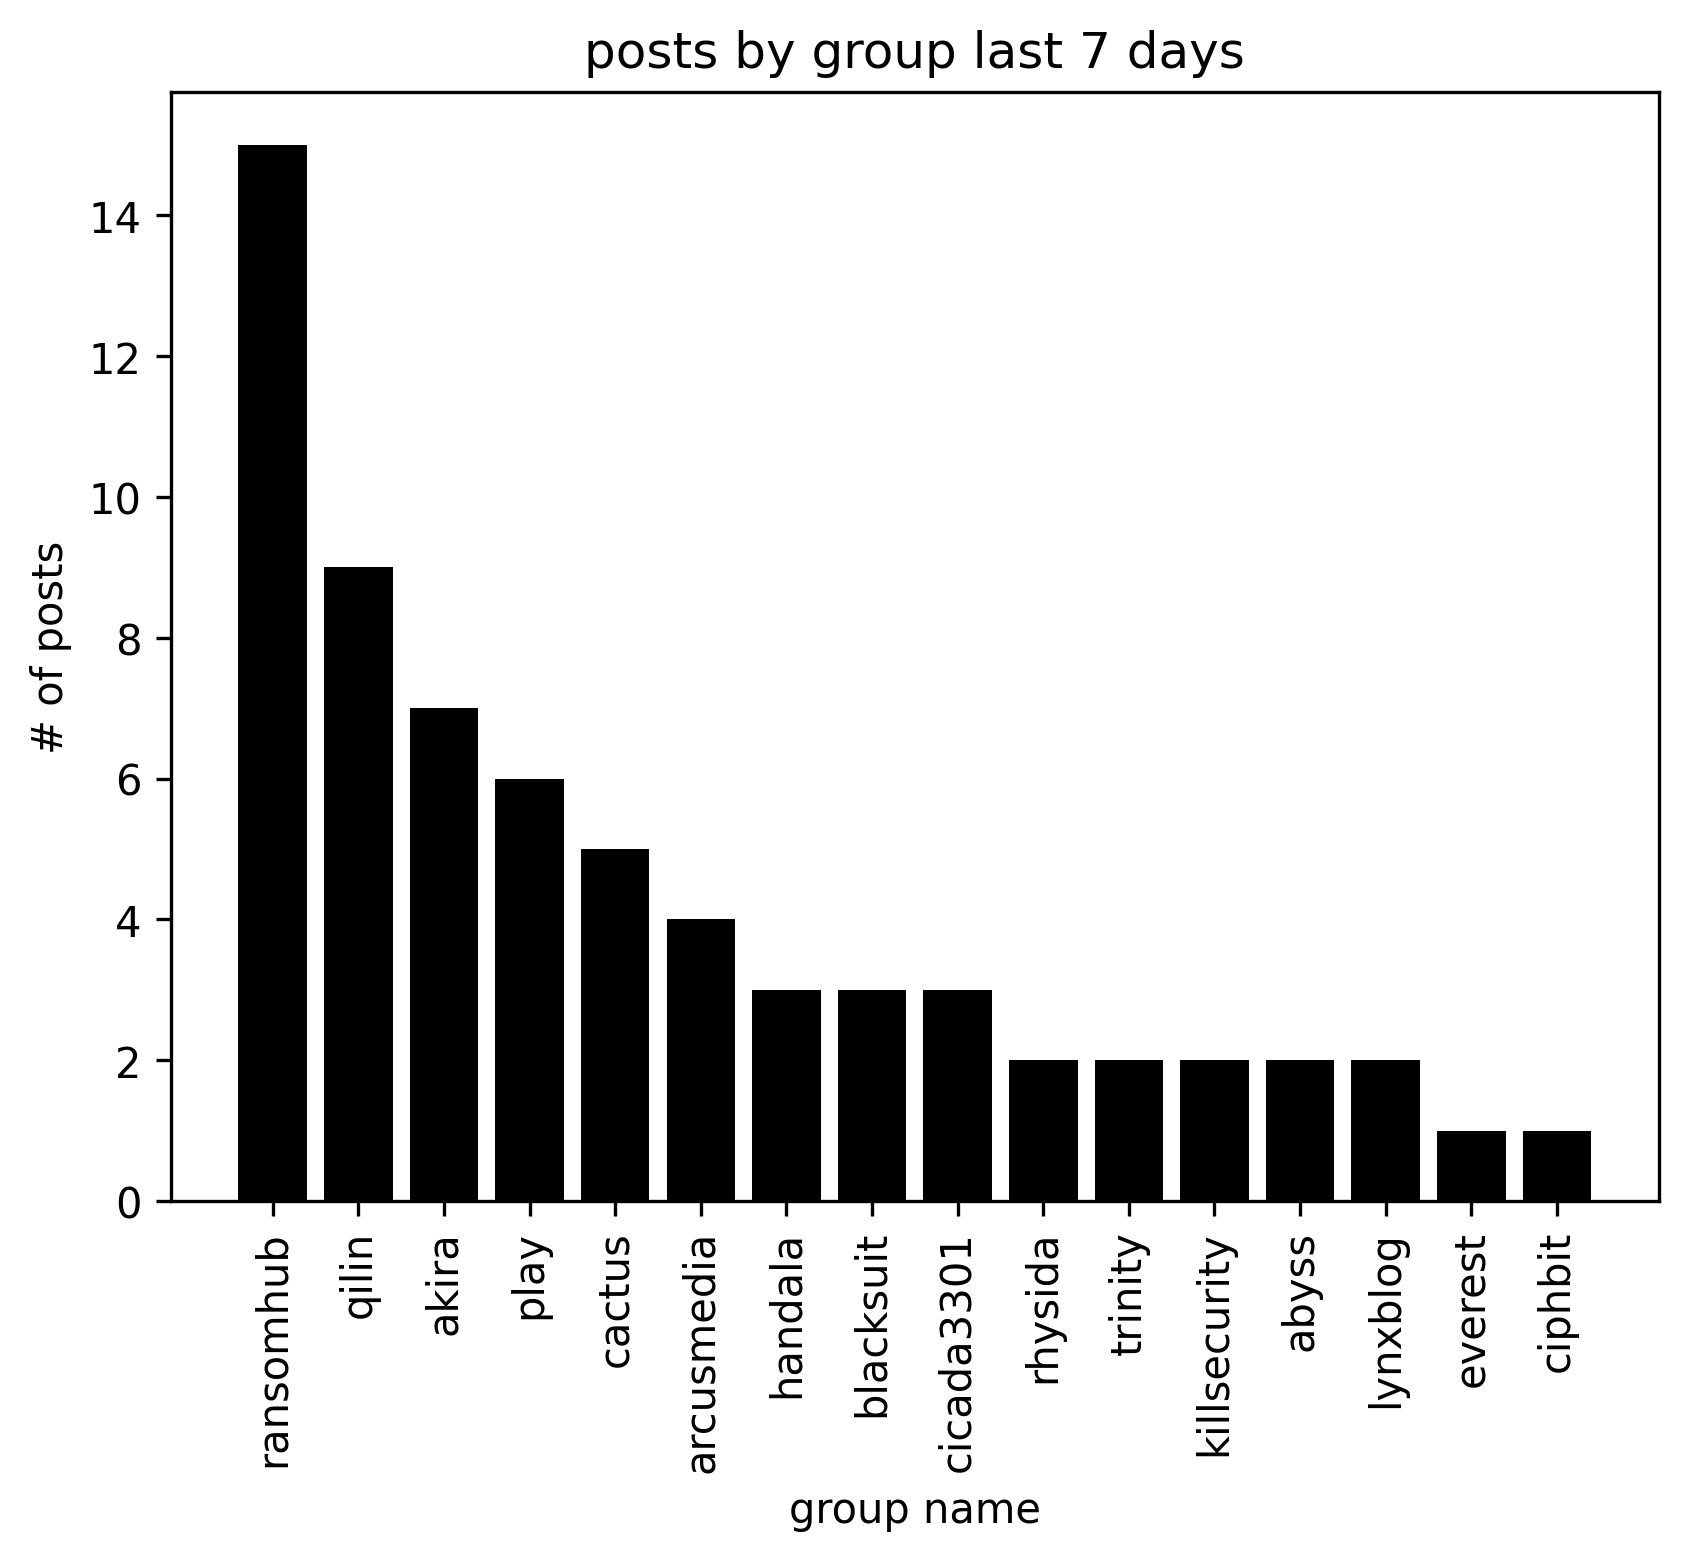 posts by group last 7 days
# of posts
14
12
10
8
6
4
2
0
ransomhub
qilin
akira
play
cactus
arcusmedia
handala
blacksuit
cicada3301
rhysida
trinity
killsecurity
abyss
lynxblog
everest
ciphbit
group name